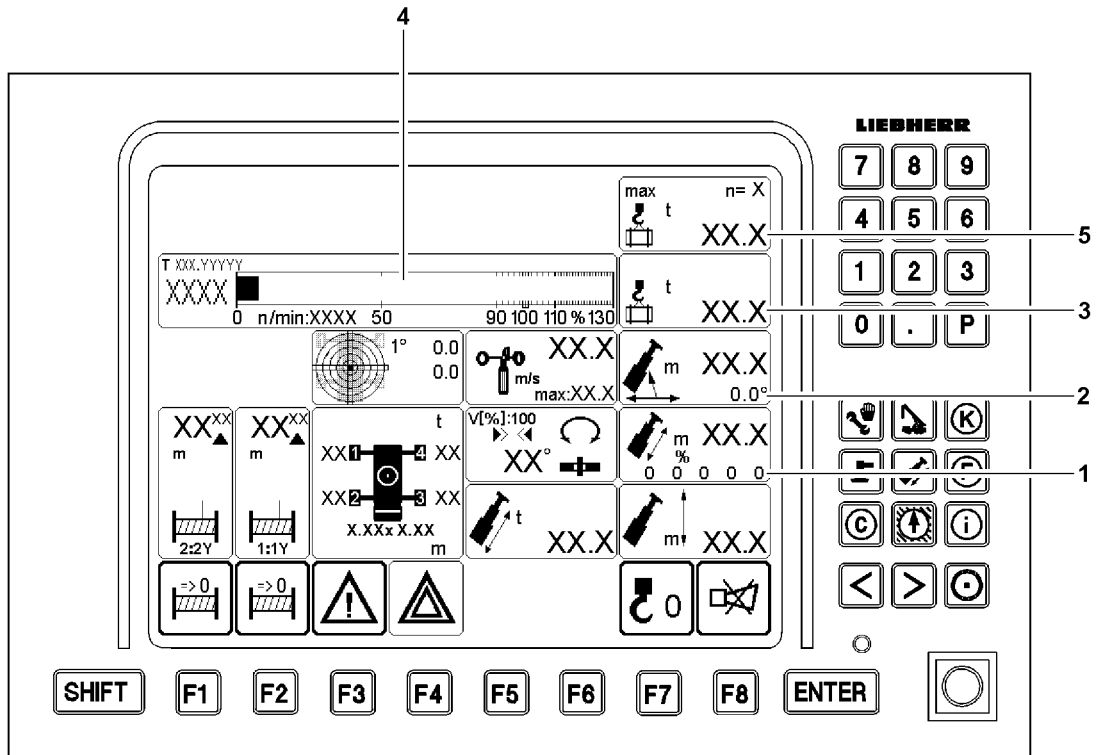 4
LIEBHERR
7 8 9
4 5 6
1 2 3
0 . P
max n= X
t
XX.X
5
T XXX.YYYYY
XXXX
0 n/min:XXXX 50 90 100 110 % 130
t
XX.X
3
1° 0.0
0.0
XX.X
m/s
max:XX.X
m XX.X
0.0°
2
XX XX
m
2:2Y
XX XX
m
1:1Y
t
XX 1 4 XX
XX 2 3 XX
X.XXx X.XX
m
V[%]:100
XX°
m XX.X
%
0 0 0 0 0
1
t
XX.X
m XX.X
K
F
C i
< >
=> 0
=> 0
!
0
SHIFT F1 F2 F3 F4 F5 F6 F7 F8 ENTER